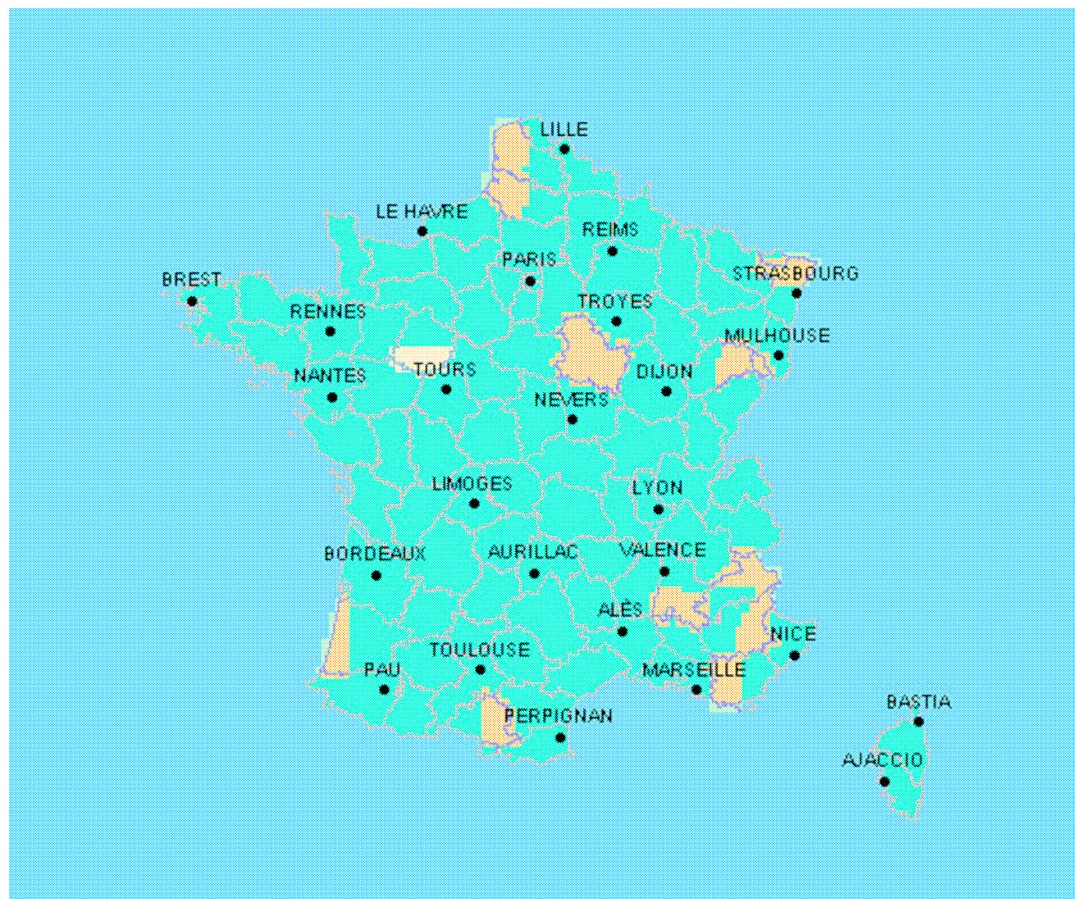 LILLE
LE HAVRE
REIMS
PARIS
STRASBOURG
BREST
TROYES
RENNES
MULHOUSE
TOURS
DIJON
NANTES
NEVERS
LIMOGES
LYON
BORDEAUX
AURILLAC
VALENCE
ALÈS
NICE
TOULOUSE
PAU
MARSEILLE
BASTIA
PERPIGNAN
AJACCIO